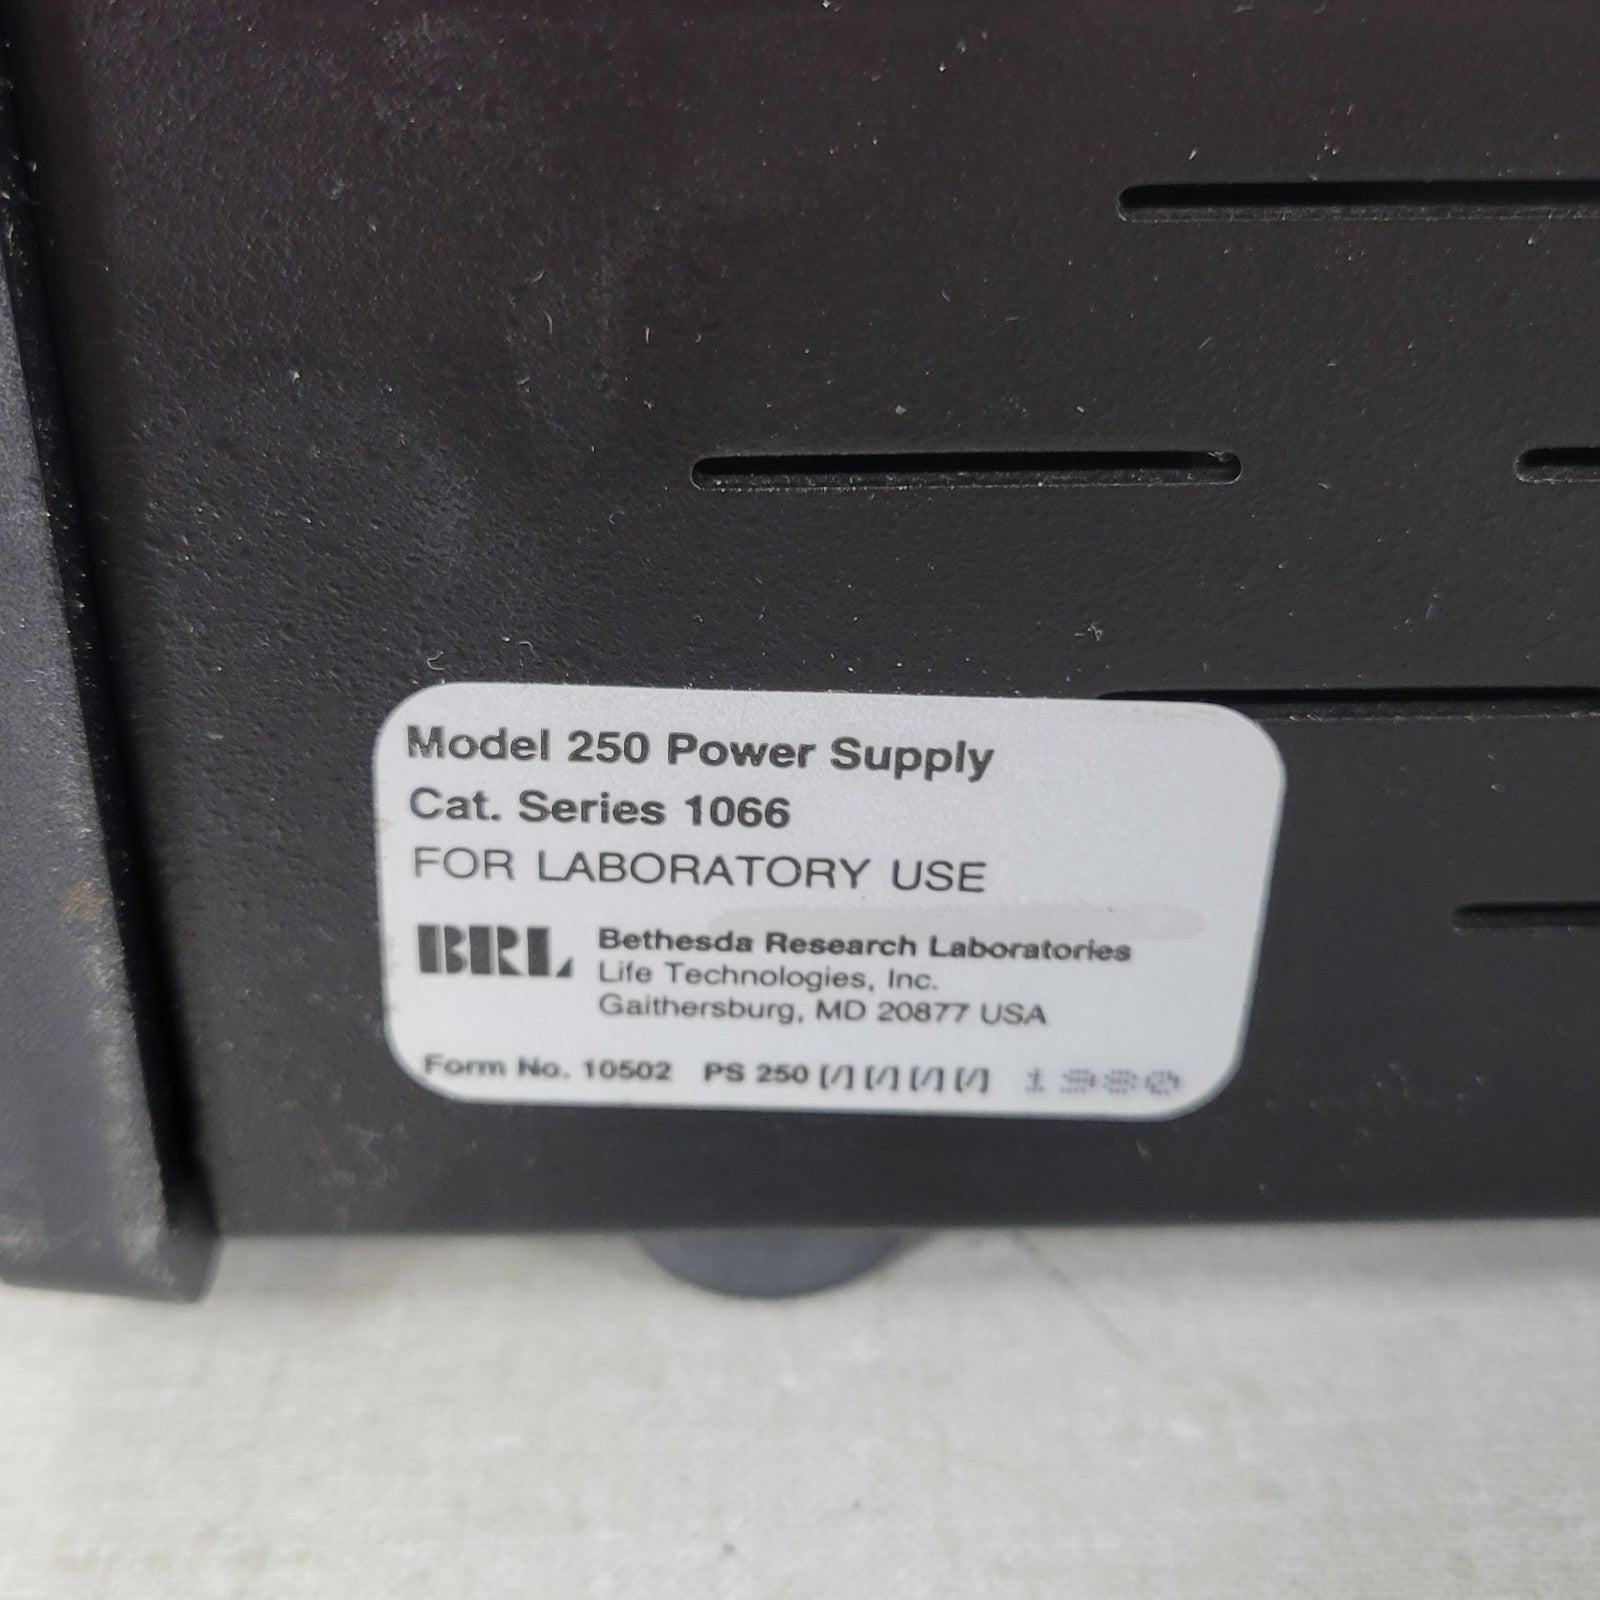 Model 250 Power Supply
Cat. Series 1066
FOR LABORATORY USE
BRL
Bethesda Research Laboratories
Life Technologies, Inc.
Gaithersburg, MD 20877 USA
Form No. 10502 PS 250 [/] [/] [/] [/]